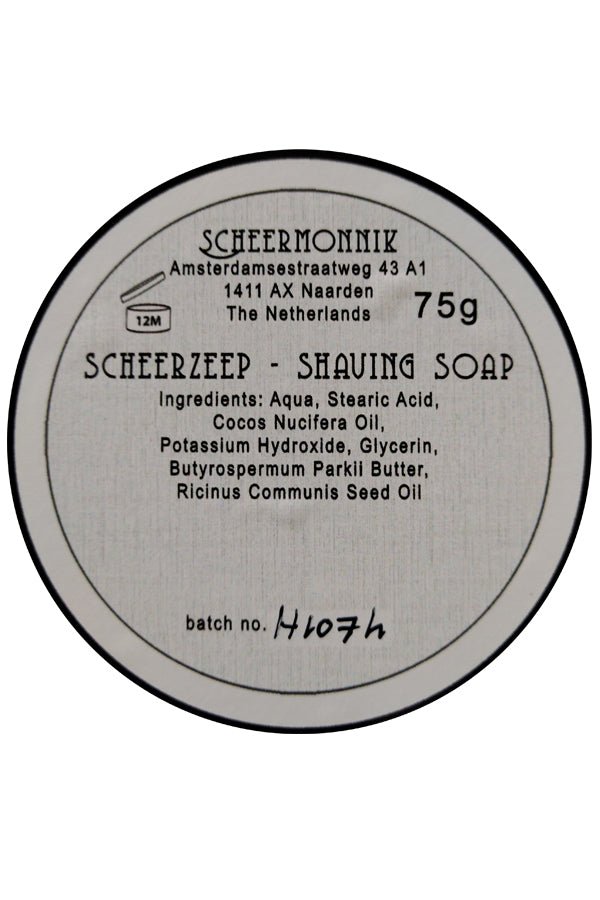 SCHEERMONNIK
Amsterdamsestraatweg 43 A1
1411 AX Naarden
The Netherlands
75g
12M
SCHEERZEEP - SHAVING SOAP
Ingredients: Aqua, Stearic Acid,
Cocos Nucifera Oil,
Potassium Hydroxide, Glycerin,
Butyrospermum Parkii Butter,
Ricinus Communis Seed Oil
batch no.